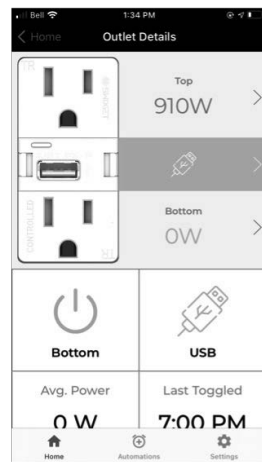 Bell 1:34 PM
Home Outlet Details
Top
910W
CONTROLLED
Bottom
0W
Bottom USB
Avg. Power Last Toggled
0 W 7:00 PM
Home Automations Settings